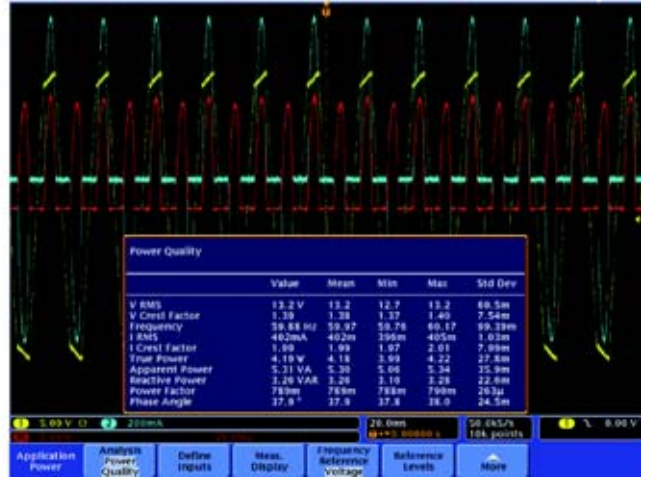 Power Quality
Value Mean Min Max Std Dev
V RMS 13.2 V 13.2 12.7 13.2 60.5m
V Crest Factor 1.39 1.38 1.37 1.40 7.54m
Frequency 59.88 Hz 59.97 59.76 60.17 99.39m
I RMS 402mA 402m 396m 405m 1.03m
I Crest Factor 1.99 1.99 1.97 2.01 7.99m
True Power 4.19 W 4.18 3.99 4.22 27.8m
Apparent Power 5.31 VA 5.30 5.06 5.34 35.9m
Reactive Power 3.26 VAR 3.26 3.10 3.28 22.6m
Power Factor 789m 789m 788m 790m 263µ
Phase Angle 37.9 ° 37.9 37.8 38.0 24.5m
1 5.00 V 2 200mA 20.0ms 50.0kS/s 1 0.00 V
10k points
Application Power
Analysis Power Quality
Define Inputs
Meas. Display
Frequency Reference Voltage
Reference Levels
More